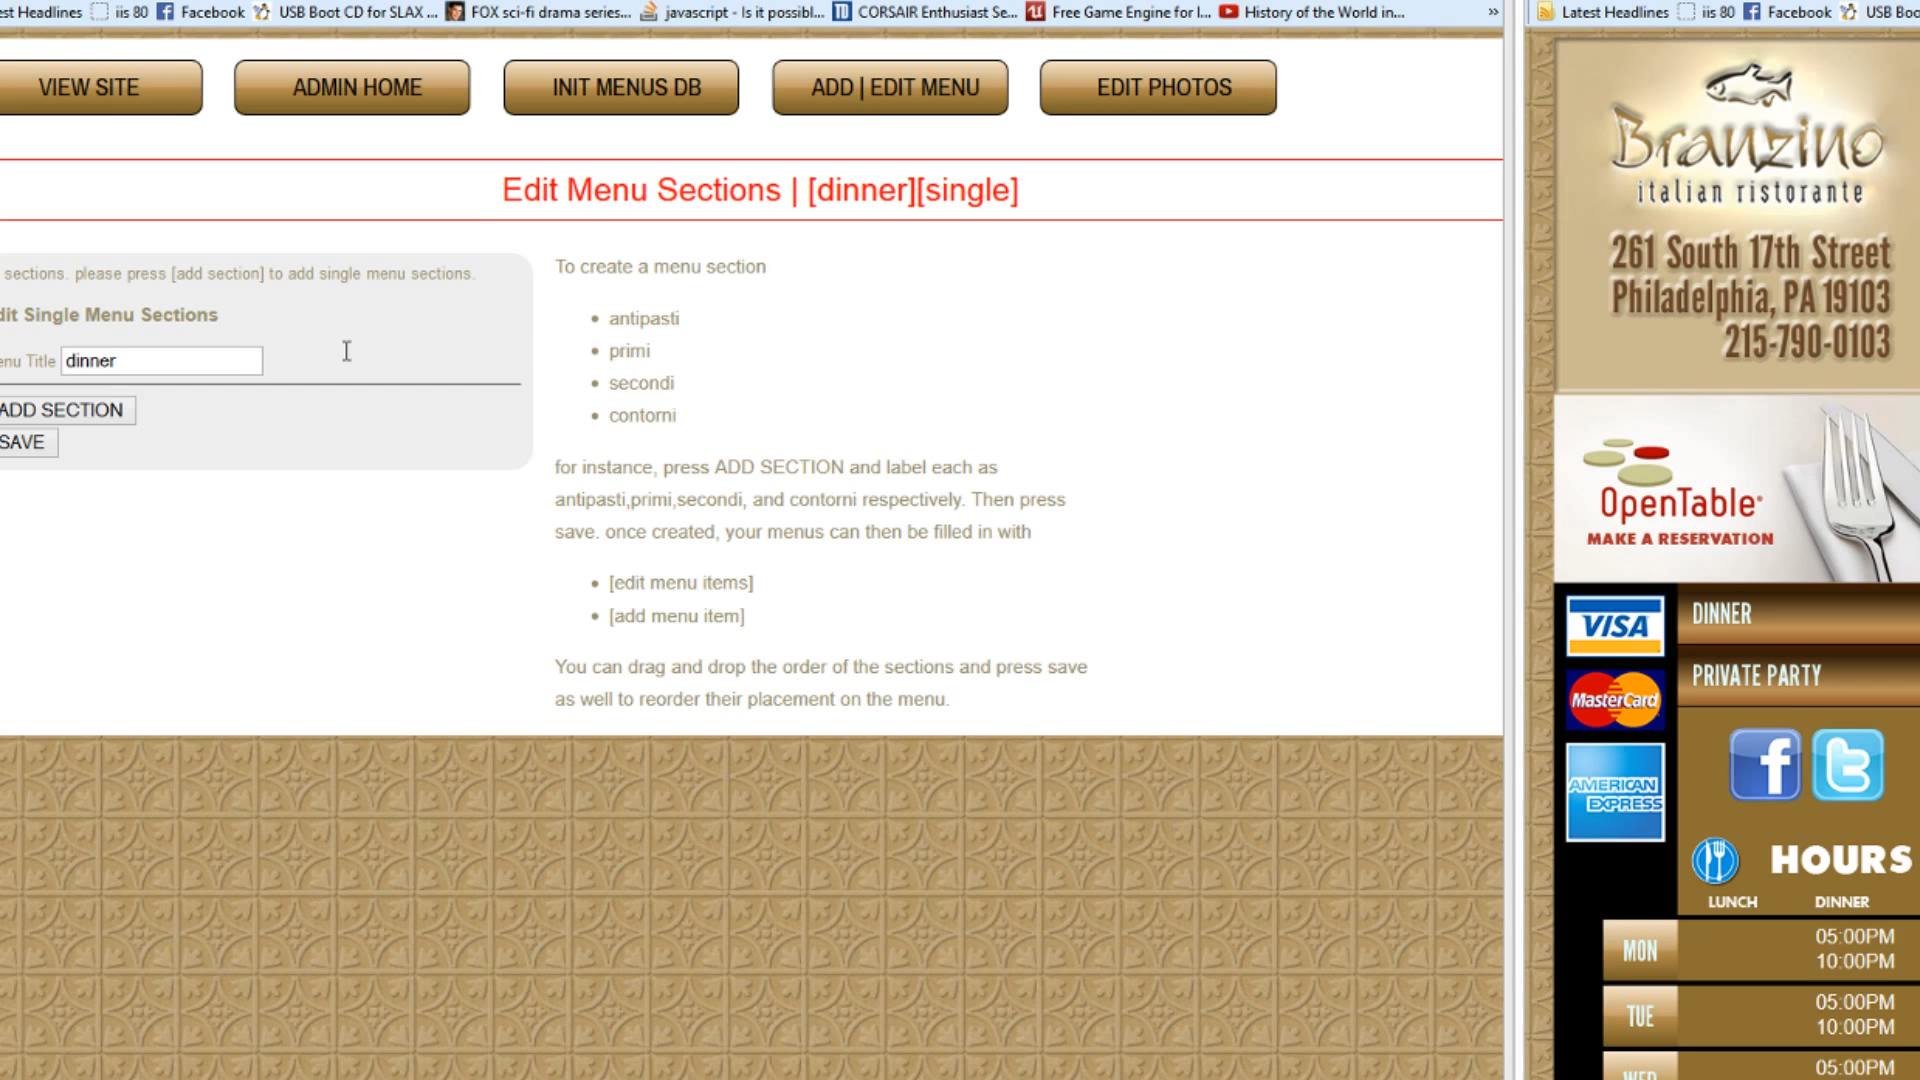 est Headlines iis 80 Facebook USB Boot CD for SLAX ... FOX sci-fi drama series... javascript - Is it possibl... CORSAIR Enthusiast Se... Free Game Engine for I... History of the World in... »
VIEW SITE ADMIN HOME INIT MENUS DB ADD | EDIT MENU EDIT PHOTOS
Edit Menu Sections | [dinner][single]
sections. please press [add section] to add single menu sections.
dit Single Menu Sections
enu Title dinner
ADD SECTION
SAVE
To create a menu section
• antipasti
• primi
• secondi
• contorni
for instance, press ADD SECTION and label each as
antipasti,primi,secondi, and contorni respectively. Then press
save. once created, your menus can then be filled in with
• [edit menu items]
• [add menu item]
You can drag and drop the order of the sections and press save
as well to reorder their placement on the menu.
Latest Headlines iis 80 Facebook USB Boo
Branzino
italian ristorante
261 South 17th Street
Philadelphia, PA 19103
215-790-0103
OpenTable
MAKE A RESERVATION
VISA
MasterCard
AMERICAN
EXPRESS
DINNER
PRIVATE PARTY
HOURS
LUNCH DINNER
MON 05:00PM
10:00PM
TUE 05:00PM
10:00PM
WED 05:00PM